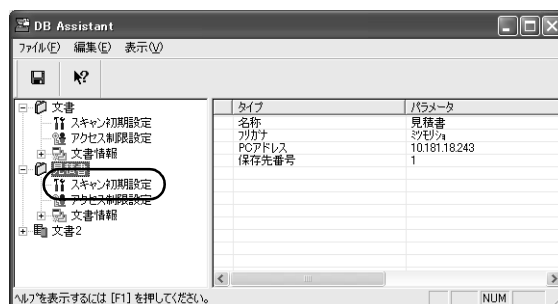 DB Assistant
ファイル(F) 編集(E) 表示(V)
文書
スキャン初期設定
アクセス制限設定
文書情報
見積書
スキャン初期設定
アクセス制限設定
文書情報
文書2
タイプ パラメータ
名称 見積書
フリガナ ミツモリショ
PCアドレス 10.181.18.243
保存先番号 1
ヘルプを表示するには [F1] を押してください。 NUM